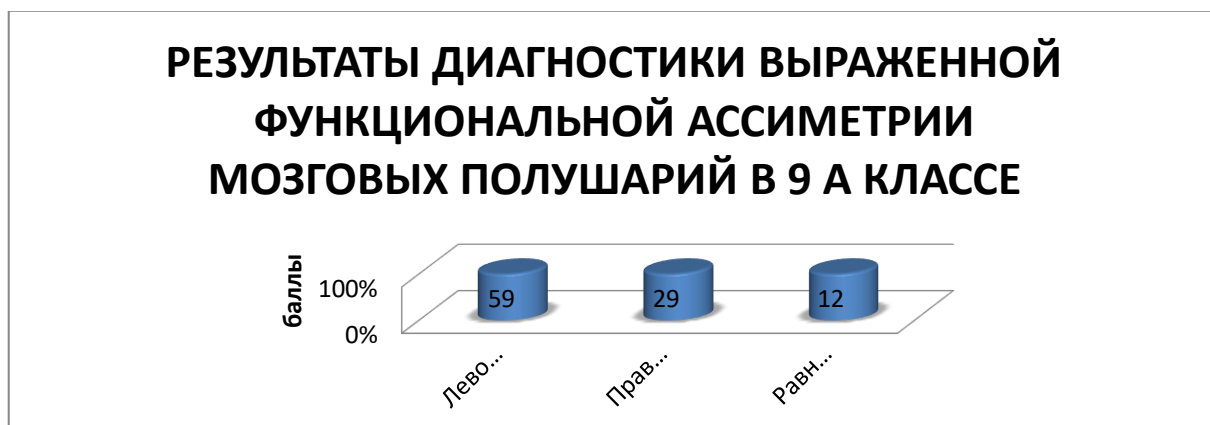 РЕЗУЛЬТАТЫ ДИАГНОСТИКИ ВЫРАЖЕННОЙ
ФУНКЦИОНАЛЬНОЙ АССИМЕТРИИ
МОЗГОВЫХ ПОЛУШАРИЙ В 9 А КЛАССЕ
баллы
100%
0%
59
29
12
Лево...
Прав...
Равн...